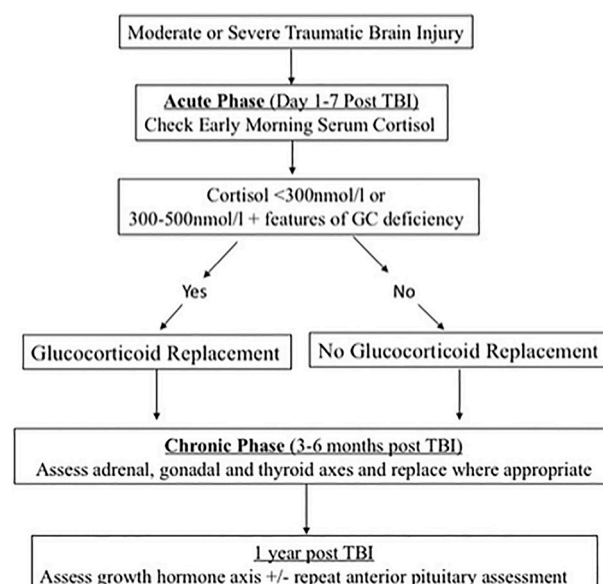 Moderate or Severe Traumatic Brain Injury
Acute Phase (Day 1-7 Post TBI)
Check Early Morning Serum Cortisol
Cortisol <300nmol/l or
300-500nmol/l + features of GC deficiency
Yes
No
Glucocorticoid Replacement
No Glucocorticoid Replacement
Chronic Phase (3-6 months post TBI)
Assess adrenal, gonadal and thyroid axes and replace where appropriate
1 year post TBI
Assess growth hormone axis +/- repeat anterior pituitary assessment